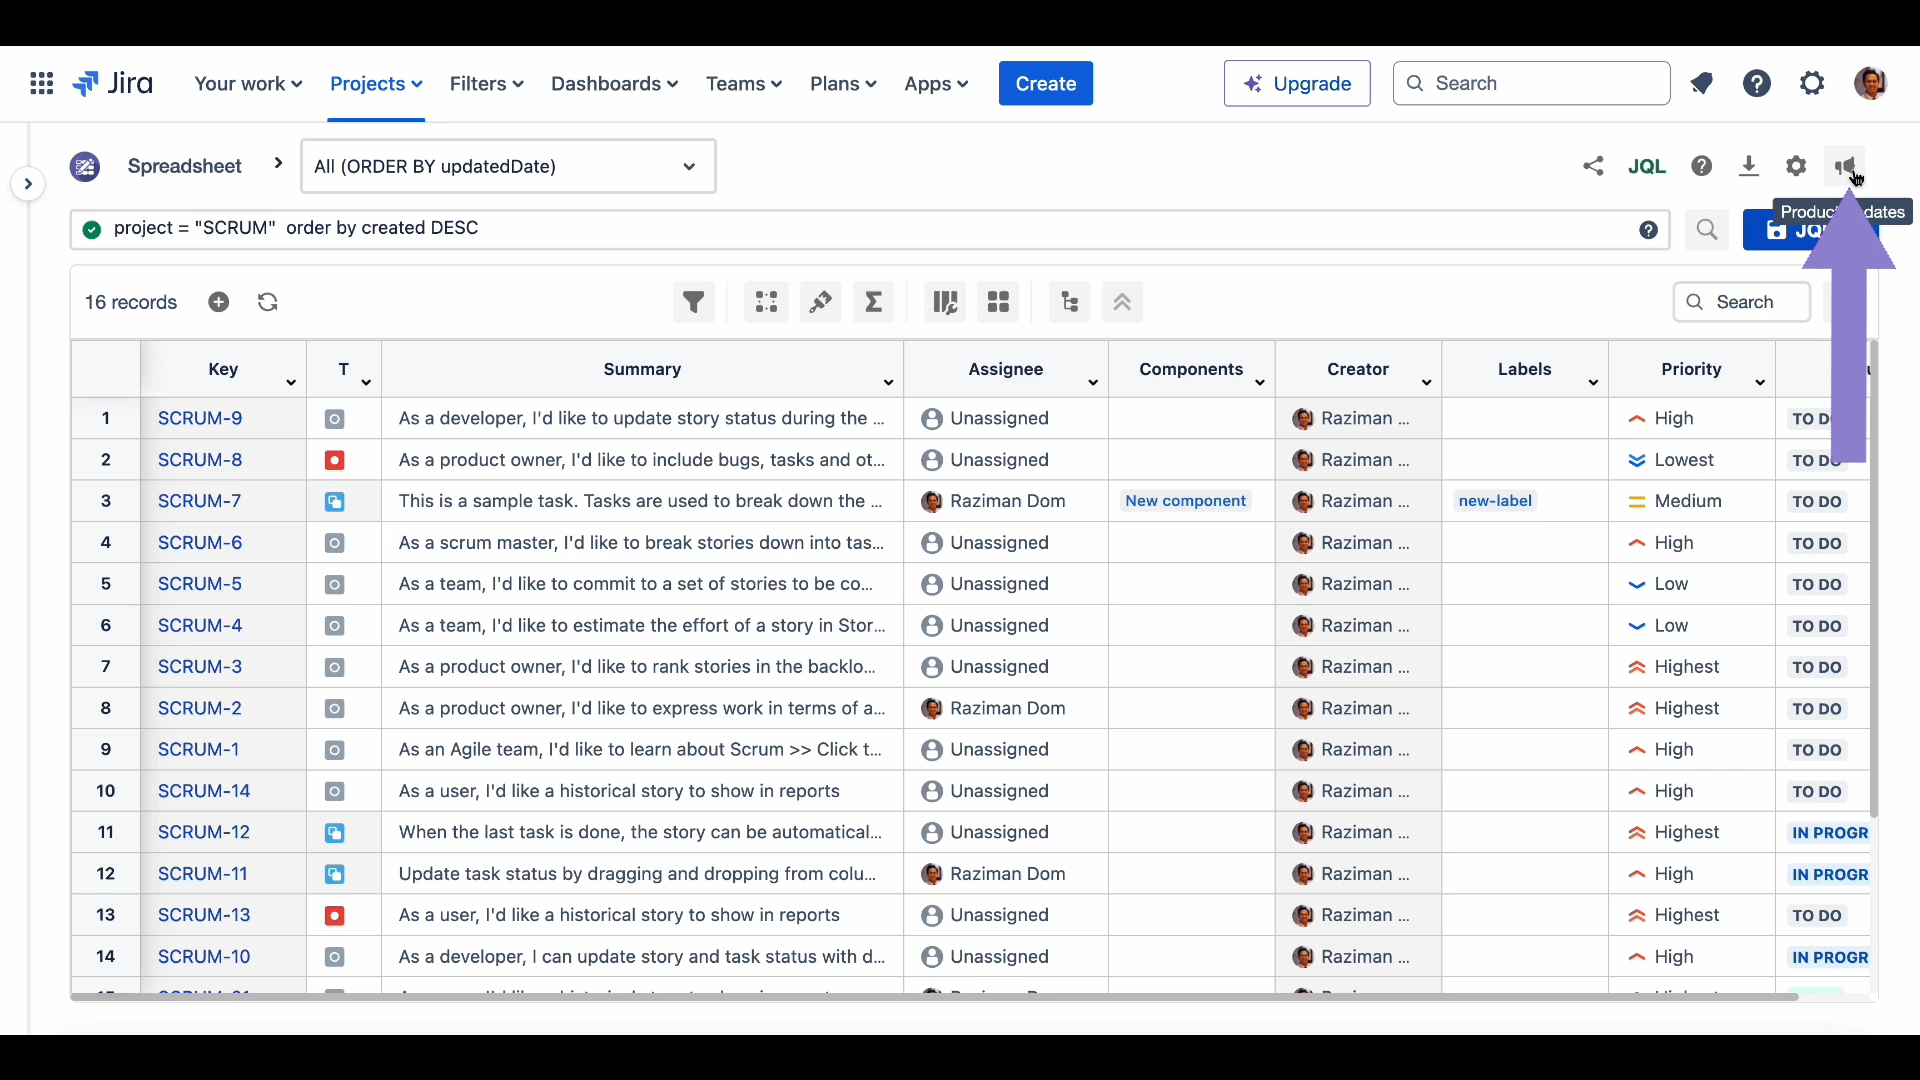 Jira Your work Projects Filters Dashboards Teams Plans Apps Create Upgrade Search
Spreadsheet All (ORDER BY updatedDate) JQL
project = "SCRUM" order by created DESC
16 records Search
Key T Summary Assignee Components Creator Labels Priority
1 SCRUM-9 As a developer, I'd like to update story status during the ... Unassigned Raziman ... High
2 SCRUM-8 As a product owner, I'd like to include bugs, tasks and ot... Unassigned Raziman ... Lowest TO DO
3 SCRUM-7 This is a sample task. Tasks are used to break down the ... Raziman Dom New component Raziman ... new-label Medium TO DO
4 SCRUM-6 As a scrum master, I'd like to break stories down into tas... Unassigned Raziman ... High TO DO
5 SCRUM-5 As a team, I'd like to commit to a set of stories to be co... Unassigned Raziman ... Low TO DO
6 SCRUM-4 As a team, I'd like to estimate the effort of a story in Stor... Unassigned Raziman ... Low TO DO
7 SCRUM-3 As a product owner, I'd like to rank stories in the backlo... Unassigned Raziman ... Highest TO DO
8 SCRUM-2 As a product owner, I'd like to express work in terms of a... Raziman Dom Raziman ... Highest TO DO
9 SCRUM-1 As an Agile team, I'd like to learn about Scrum >> Click t... Unassigned Raziman ... High TO DO
10 SCRUM-14 As a user, I'd like a historical story to show in reports Unassigned Raziman ... High TO DO
11 SCRUM-12 When the last task is done, the story can be automatical... Unassigned Raziman ... Highest IN PROGR
12 SCRUM-11 Update task status by dragging and dropping from colu... Raziman Dom Raziman ... High IN PROGR
13 SCRUM-13 As a user, I'd like a historical story to show in reports Unassigned Raziman ... Highest TO DO
14 SCRUM-10 As a developer, I can update story and task status with d... Unassigned Raziman ... High IN PROGR